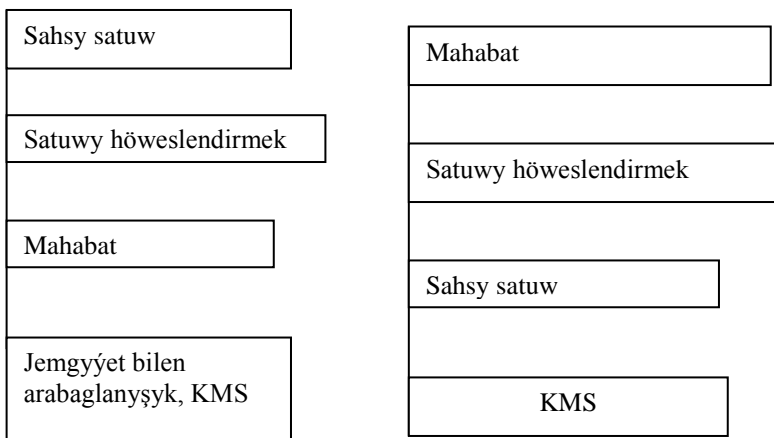 Sahsy satuw
Satuwy höweslendirmek
Mahabat
Jemgyýet bilen
arabaglanyşyk, KMS
Mahabat
Satuwy höweslendirmek
Sahsy satuw
KMS